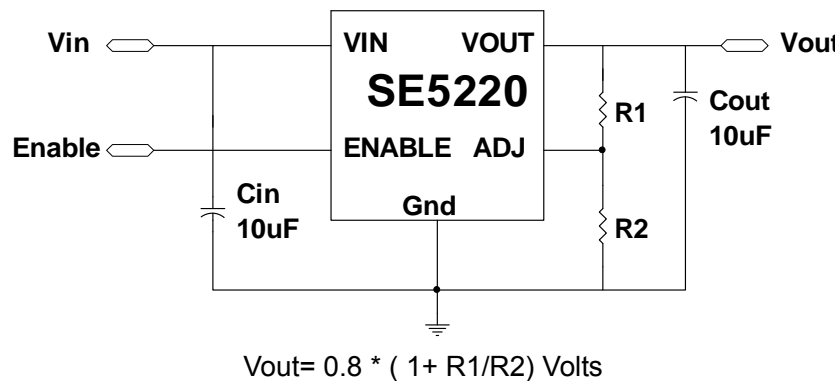 Vin
VIN VOUT
Vout
SE5220
R1
Cout
10uF
Enable
ENABLE ADJ
Cin
10uF
Gnd
R2
Vout= 0.8 * ( 1+ R1/R2) Volts